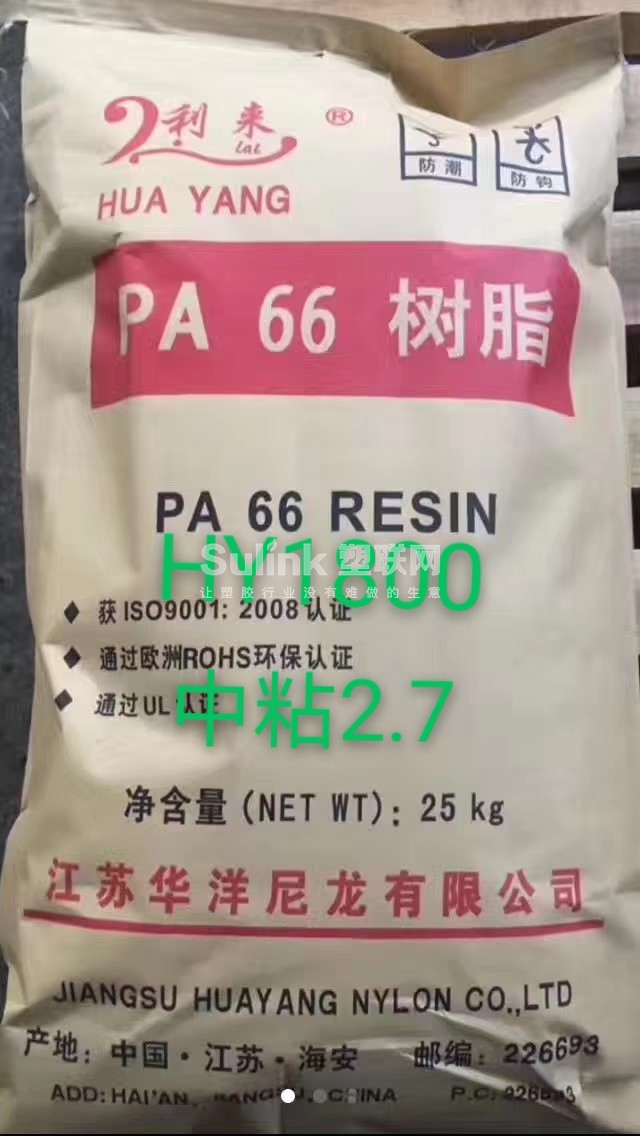 利来 ®
Lai
HUA YANG
防潮 防钩
PA 66 树脂
PA 66 RESIN
HY1800
Sulink 塑联网
让塑胶行业没有难做的生意
◆ 获ISO9001: 2008认证
◆ 通过欧洲ROHS环保认证
◆ 通过UL认证
中粘2.7
净含量 (NET WT): 25 kg
江苏华洋尼龙有限公司
JIANGSU HUAYANG NYLON CO.,LTD
产地: 中国·江苏·海安 邮编: 226693
ADD: HAI'AN, JIANGSU, CHINA P.C: 226693